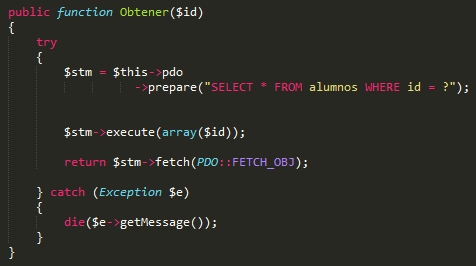 public function Obtener($id)
{
    try
    {
        $stm = $this->pdo
                  ->prepare("SELECT * FROM alumnos WHERE id = ?");

        $stm->execute(array($id));

        return $stm->fetch(PDO::FETCH_OBJ);

    } catch (Exception $e)
    {
        die($e->getMessage());
    }
}